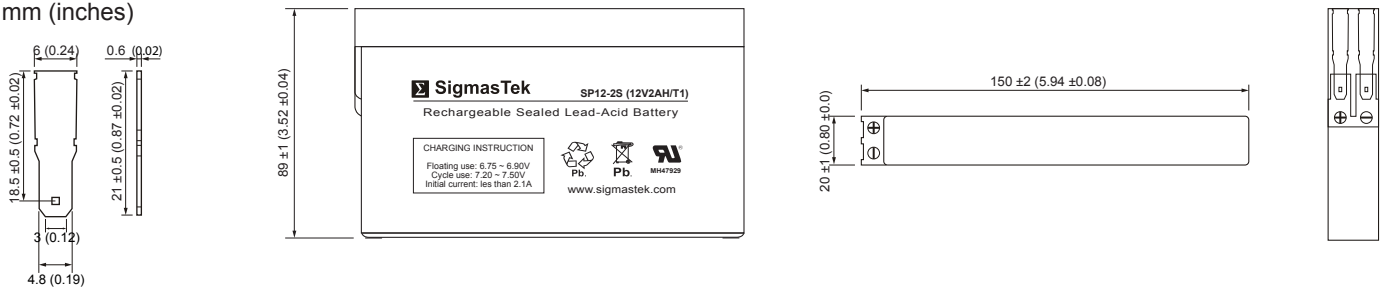 mm (inches)
6 (0.24)
0.6 (0.02)
18.5 ±0.5 (0.72 ±0.02)
21 ±0.5 (0.87 ±0.02)
3 (0.12)
4.8 (0.19)
89 ±1 (3.52 ±0.04)
Σ SigmasTek
SP12-2S (12V2AH/T1)
Rechargeable Sealed Lead-Acid Battery
CHARGING INSTRUCTION
Floating use: 6.75 ~ 6.90V
Cycle use: 7.20 ~ 7.50V
Initial current: les than 2.1A
Pb.
Pb.
MH47929
www.sigmastek.com
150 ±2 (5.94 ±0.08)
20 ±1 (0.80 ±0.0)